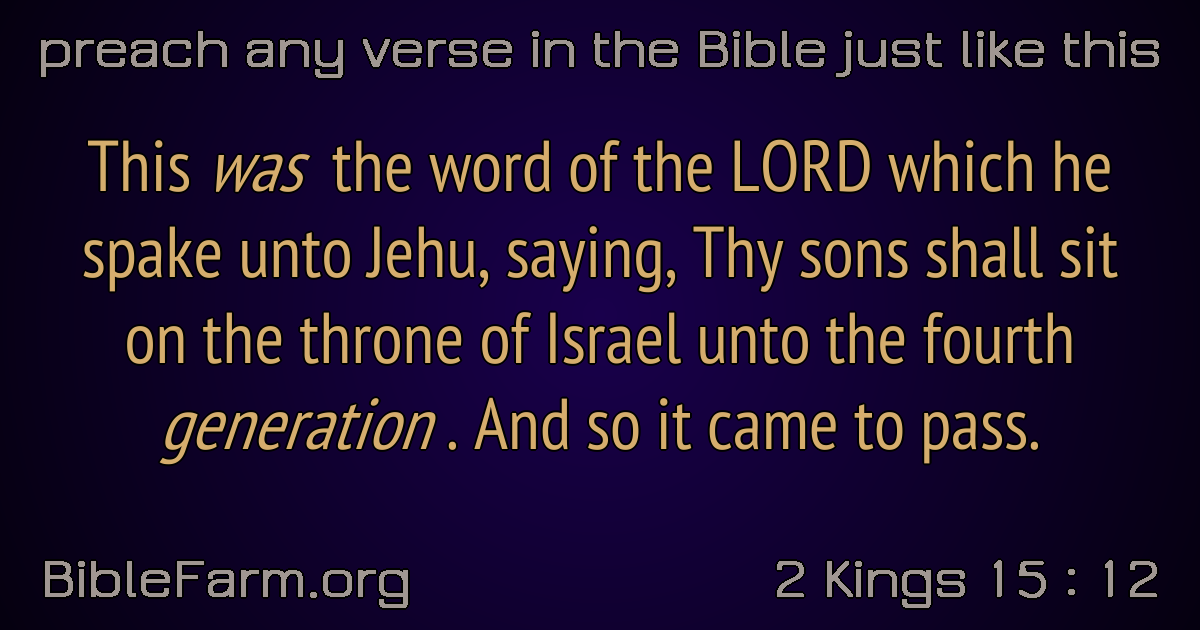 preach any verse in the Bible just like this
This was the word of the LORD which he
spake unto Jehu, saying, Thy sons shall sit
on the throne of Israel unto the fourth
generation . And so it came to pass.
BibleFarm.org
2 Kings 15 : 12